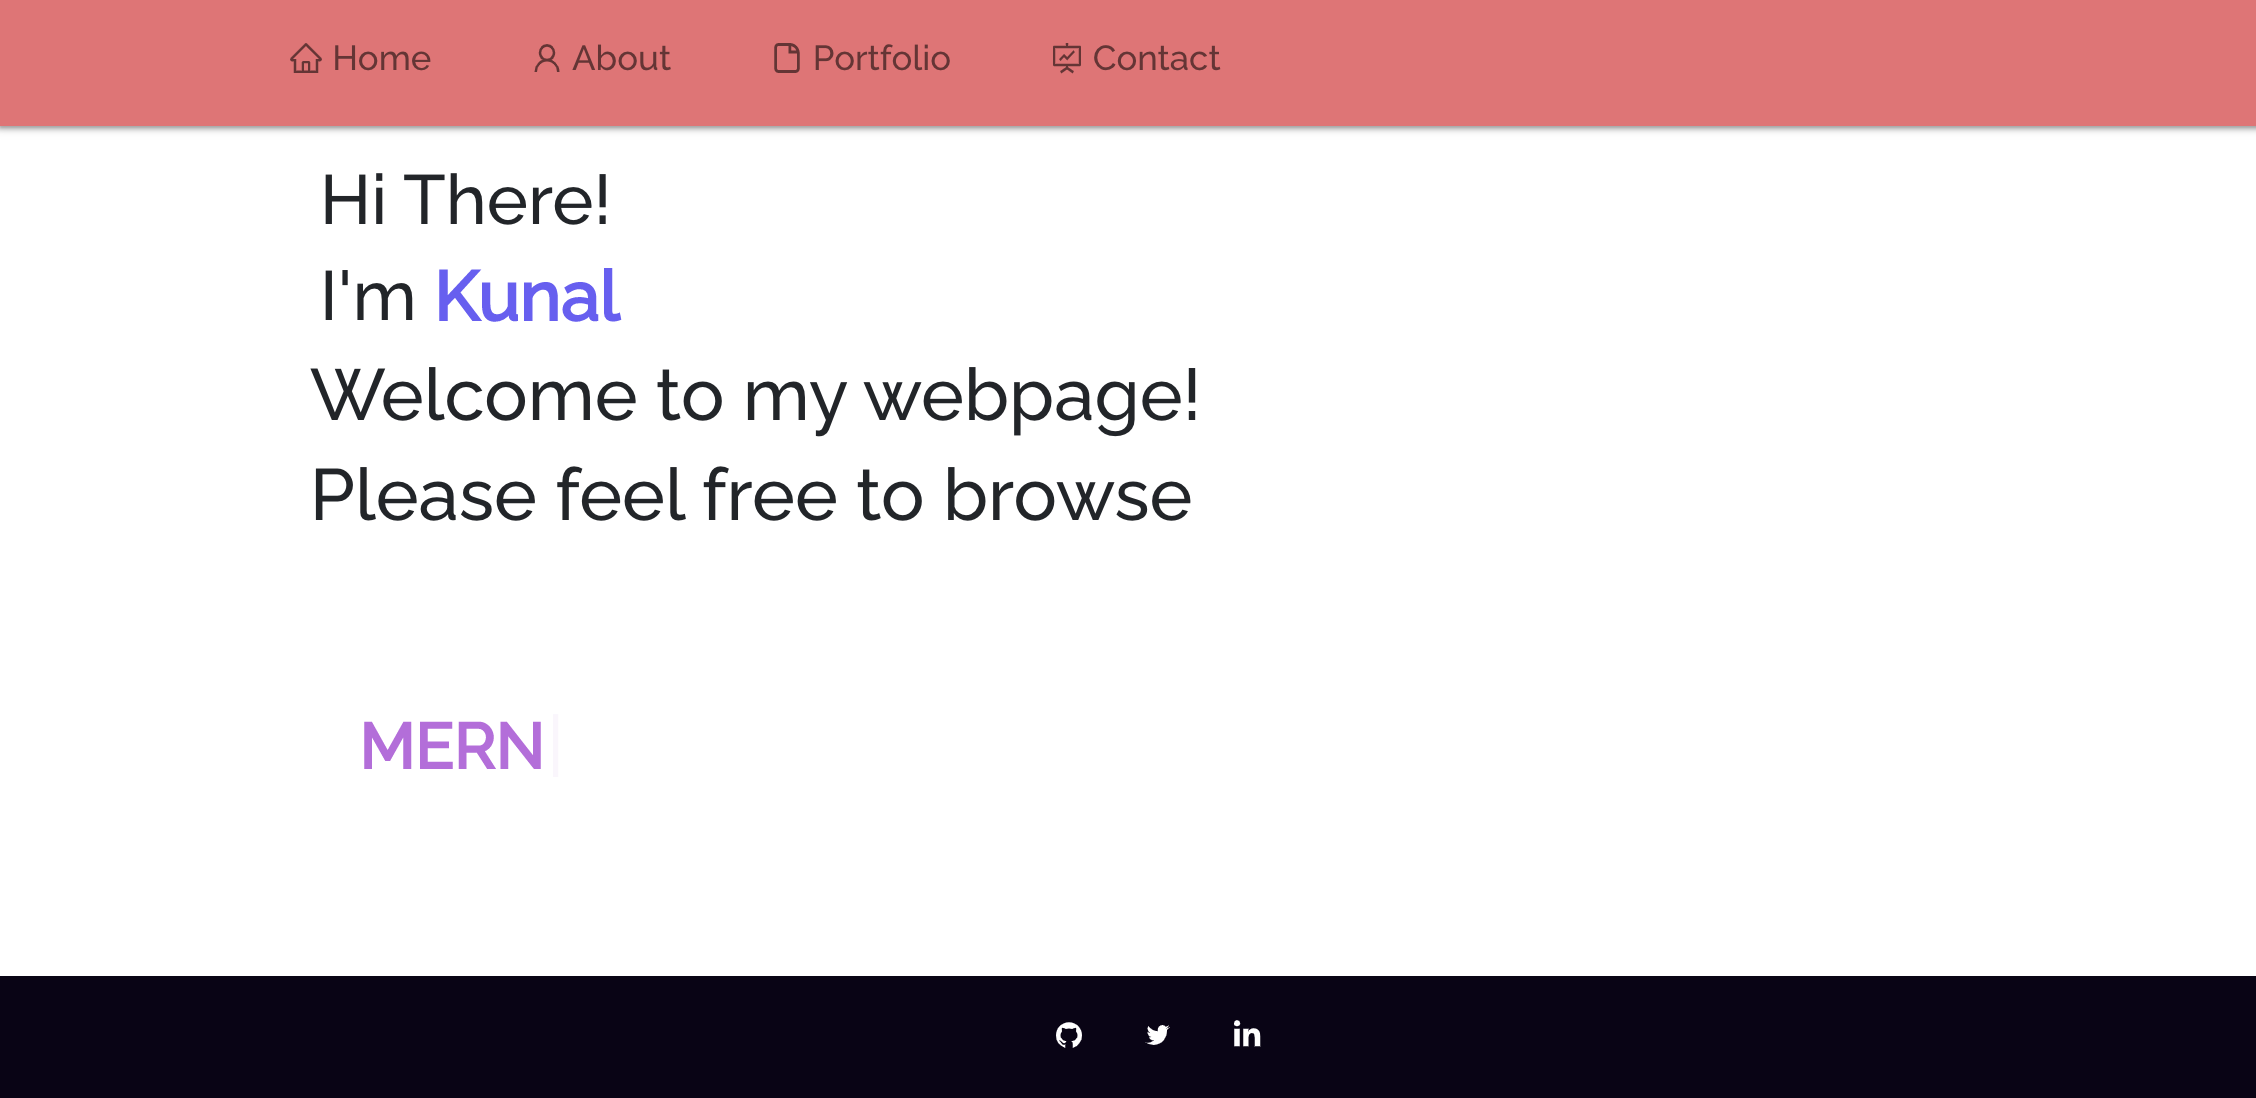 Home About Portfolio Contact
Hi There!
I'm Kunal
Welcome to my webpage!
Please feel free to browse
MERN
in